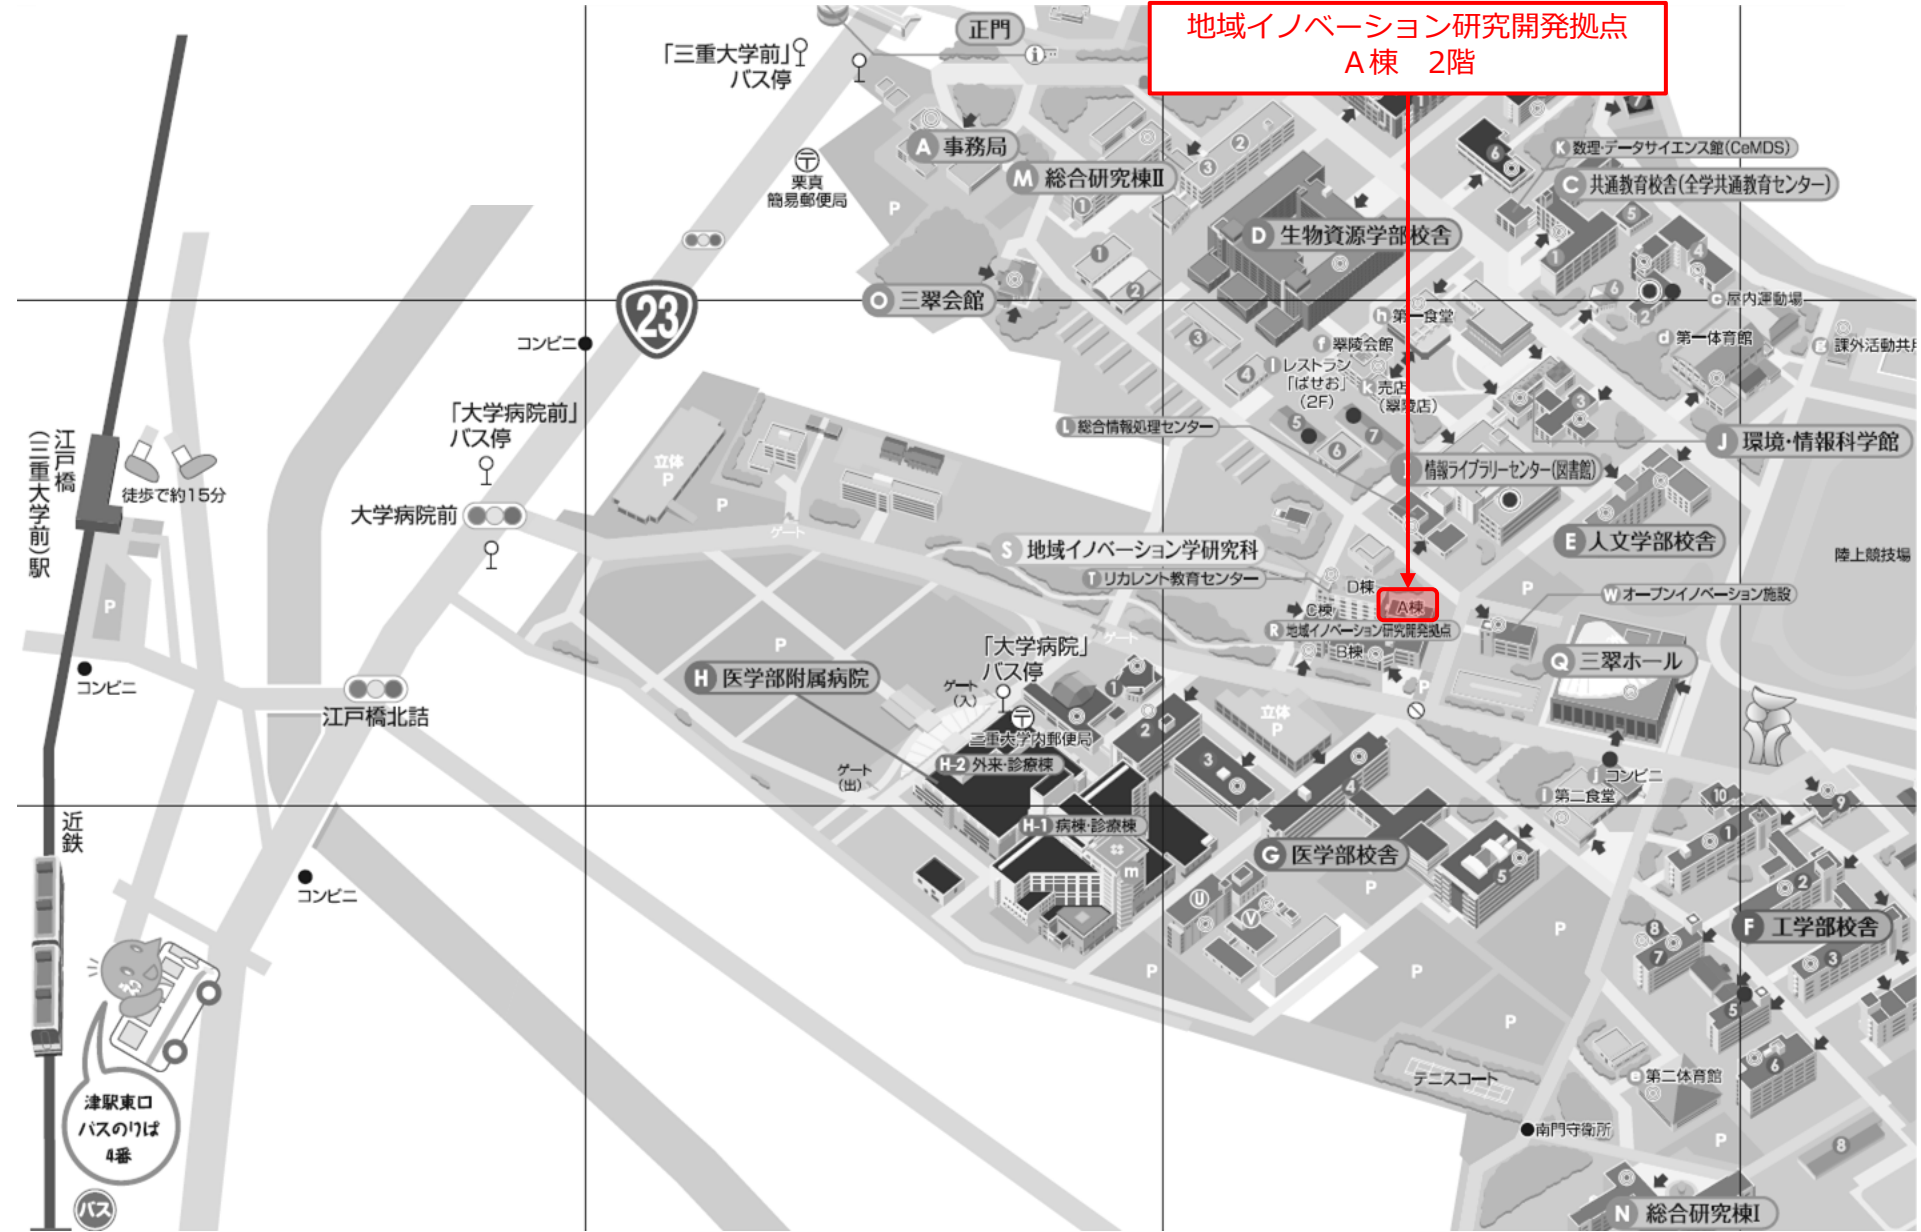 地域イノベーション研究開発拠点
A棟 2階
正門
「三重大学前」
バス停
栗真
簡易郵便局
A 事務局
M 総合研究棟Ⅱ
K 数理・データサイエンス館(CeMDS)
C 共通教育校舎(全学共通教育センター)
D 生物資源学部校舎
O 三翠会館
23
コンビニ
h 第一食堂
f 翠陵会館
l レストラン
「ばせお」
(2F)
k 売店
(翠陵店)
c 屋内運動場
d 第一体育館
g 課外活動共用
「大学病院前」
バス停
大学病院前
江戸橋
(三重大学前)駅
徒歩で約15分
立体
P
ゲート
L 総合情報処理センター
情報ライブラリーセンター(図書館)
J 環境・情報科学館
E 人文学部校舎
陸上競技場
S 地域イノベーション学研究科
T リカレント教育センター
D棟
C棟
A棟
R 地域イノベーション研究開発拠点
B棟
W オープンイノベーション施設
Q 三翠ホール
ゲート
「大学病院」
バス停
H 医学部附属病院
ゲート
(入)
三重大学内郵便局
H-2 外来・診療棟
ゲート
(出)
H-1 病棟・診療棟
立体
P
コンビニ
江戸橋北詰
j コンビニ
i 第二食堂
G 医学部校舎
近鉄
コンビニ
U
V
m
F 工学部校舎
テニスコート
e 第二体育館
南門守衛所
津駅東口
バスのりば
4番
バス
N 総合研究棟Ⅰ